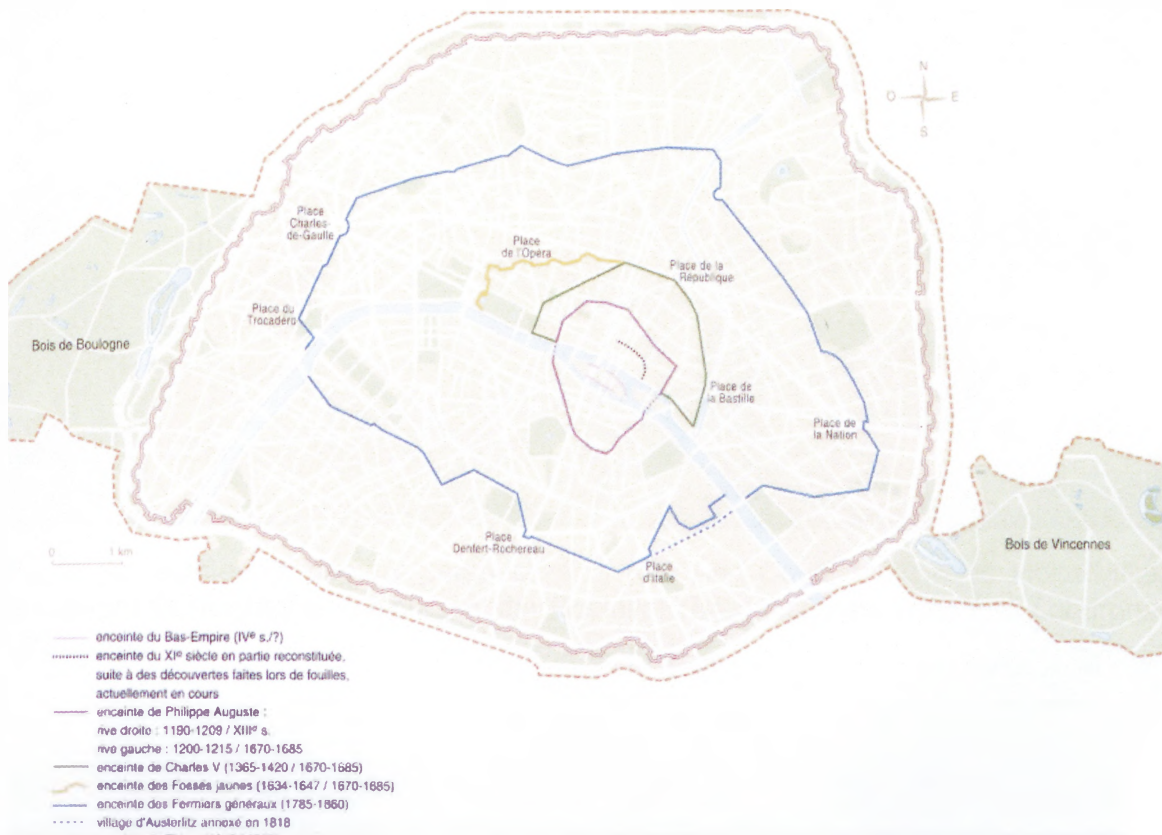 N
O E
S
Place
Charles-
de-Gaulle
Place
de l'Opéra
Place de la
République
Place du
Trocadéro
Bois de Boulogne
Place de
la Bastille
Place de
la Nation
Place
Denfert-Rochereau
Place
d'Italie
Bois de Vincennes
0 1 km
enceinte du Bas-Empire (IVe s./?)
enceinte du XIe siècle en partie reconstituée,
suite à des découvertes faites lors de fouilles,
actuellement en cours
enceinte de Philippe Auguste :
rive droite : 1190-1209 / XIIIe s.
rive gauche : 1200-1215 / 1670-1685
enceinte de Charles V (1365-1420 / 1670-1685)
enceinte des Fossés jaunes (1634-1647 / 1670-1685)
enceinte des Fermiers généraux (1785-1860)
village d'Austerlitz annexé en 1818